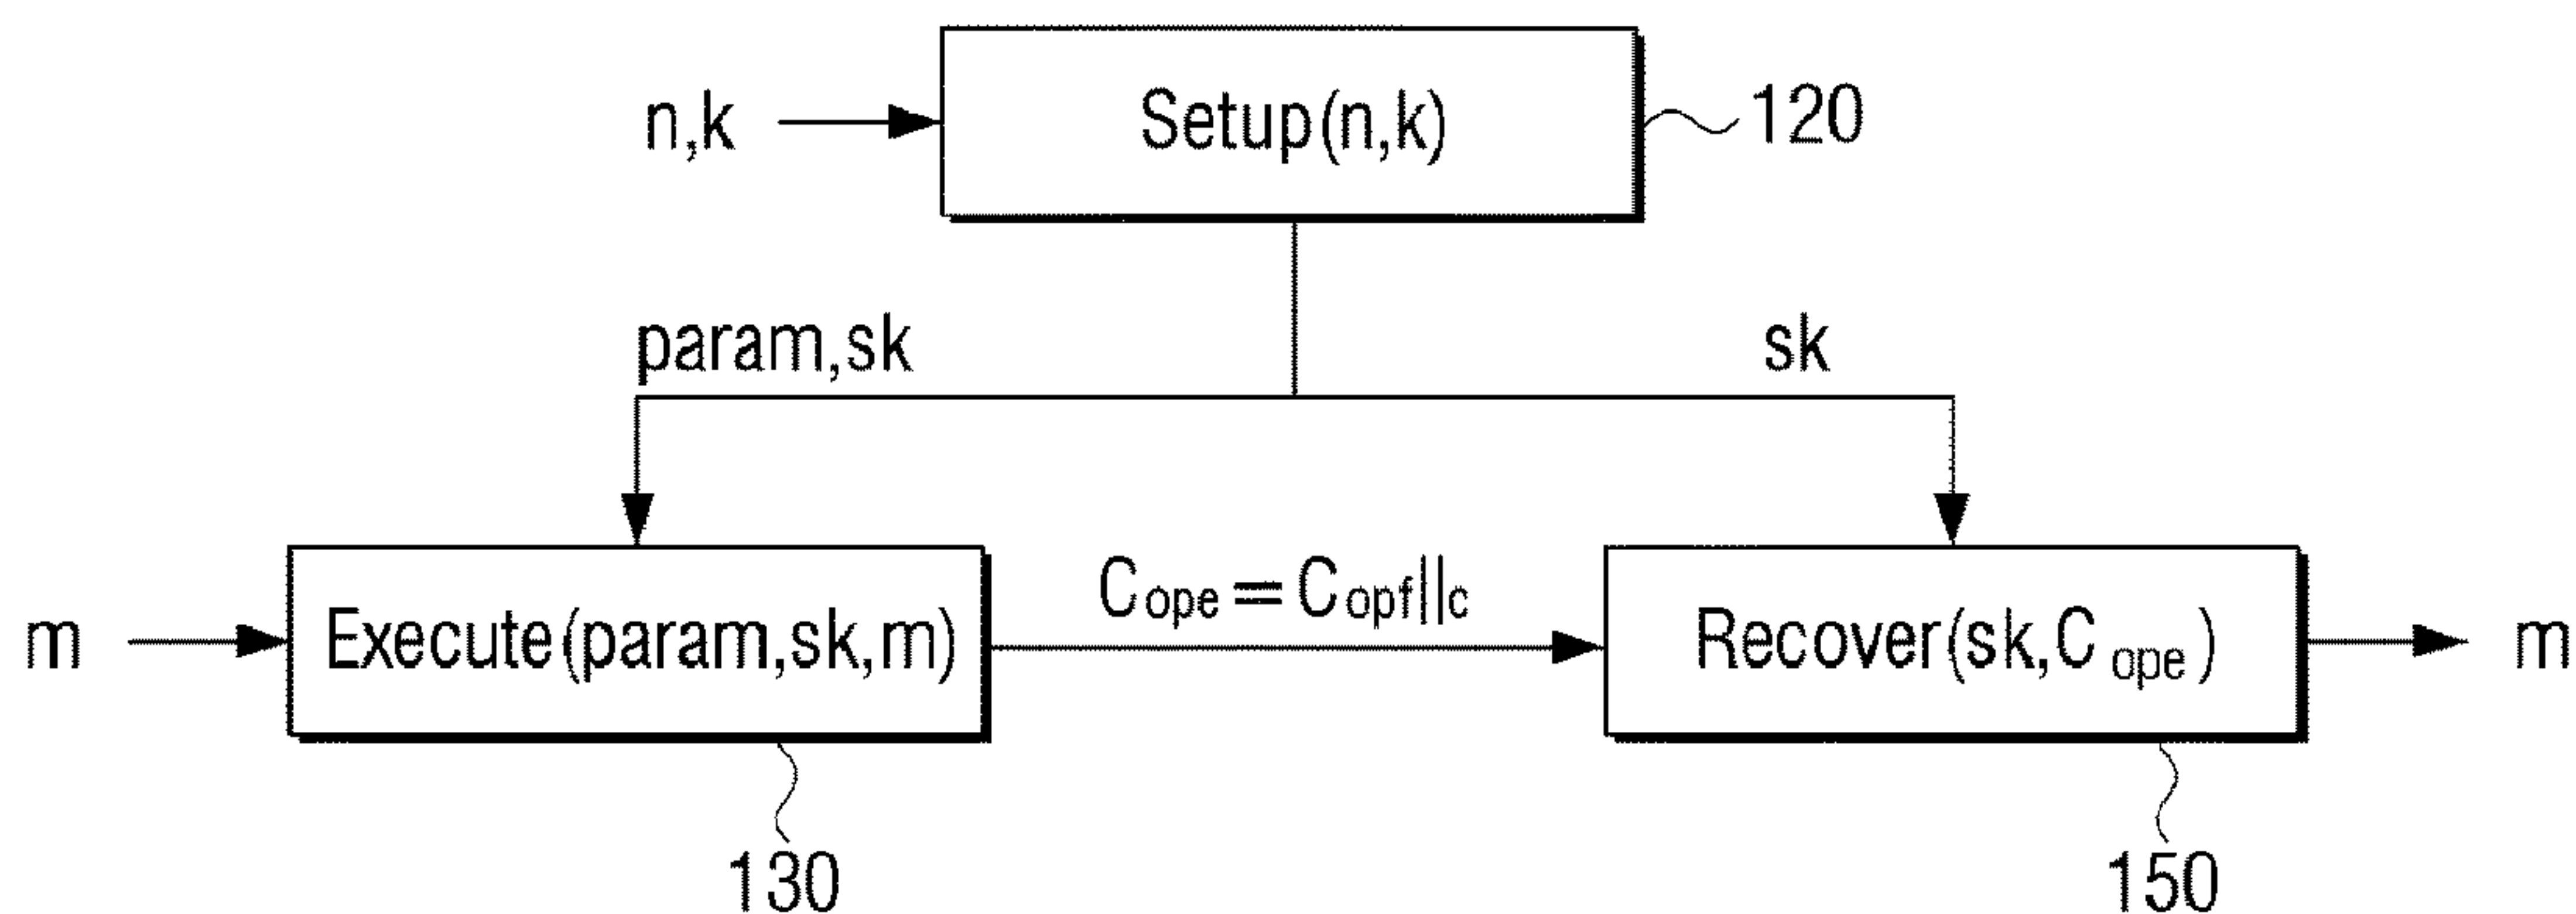 n,k
Setup(n,k)
120
param,sk
sk
m
Execute(param,sk,m)
Cope=Copf||c
Recover(sk,Cope)
m
130
150